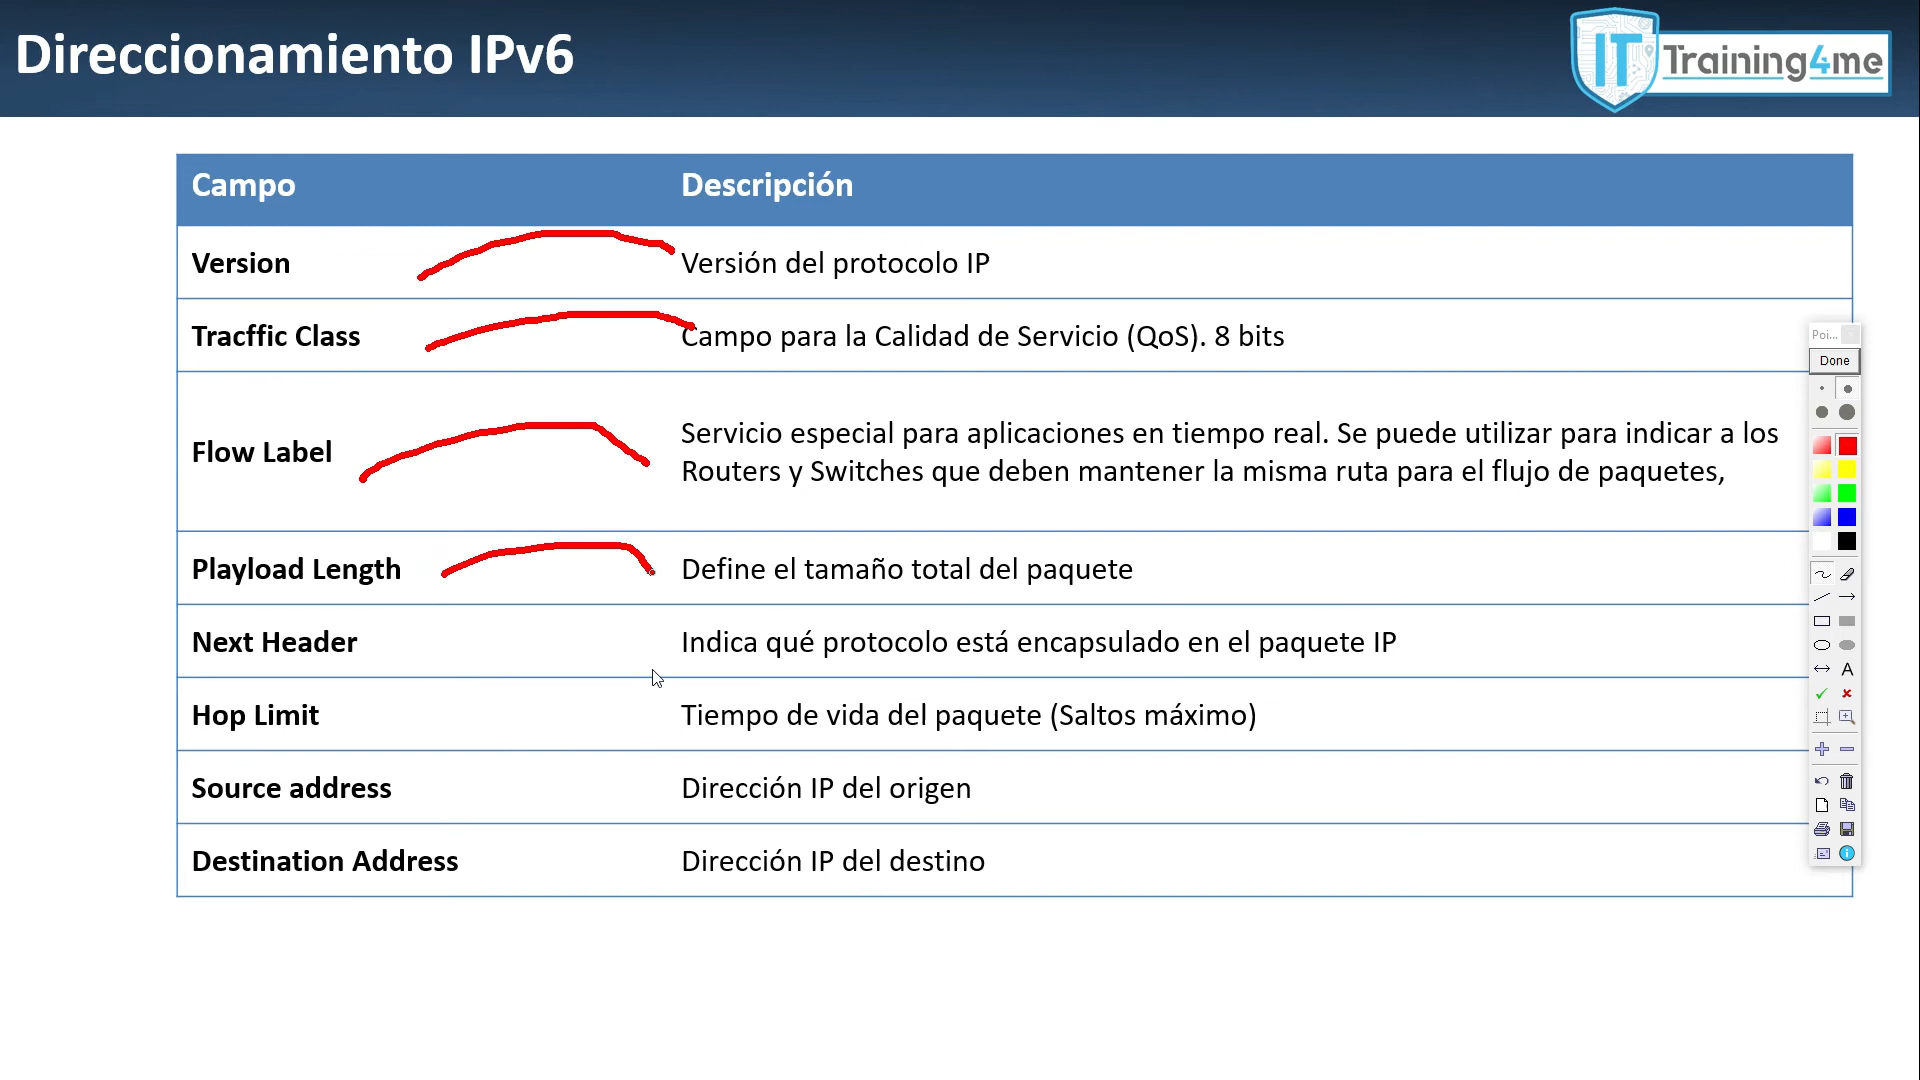 Direccionamiento IPv6
IT Training4me
Campo Descripción
Version Versión del protocolo IP
Tracffic Class Campo para la Calidad de Servicio (QoS). 8 bits
Flow Label Servicio especial para aplicaciones en tiempo real. Se puede utilizar para indicar a los
Routers y Switches que deben mantener la misma ruta para el flujo de paquetes,
Playload Length Define el tamaño total del paquete
Next Header Indica qué protocolo está encapsulado en el paquete IP
Hop Limit Tiempo de vida del paquete (Saltos máximo)
Source address Dirección IP del origen
Destination Address Dirección IP del destino
Poi...
Done
A